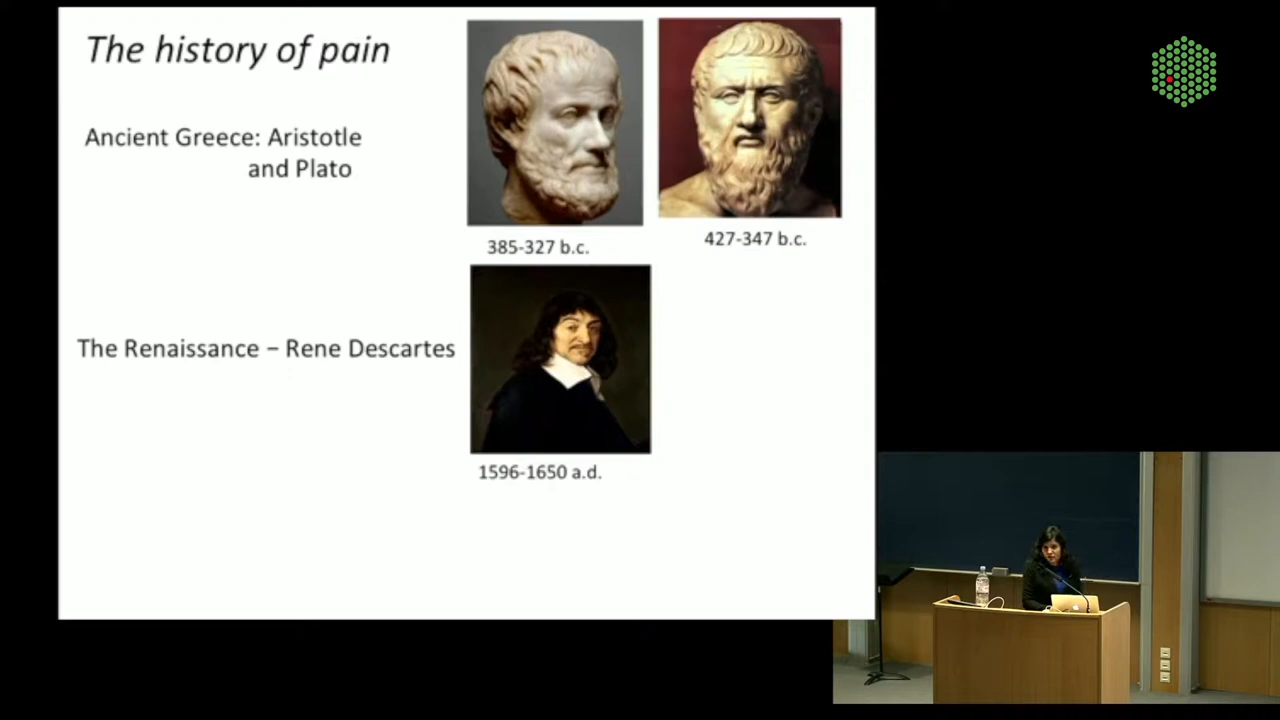 The history of pain
Ancient Greece: Aristotle
and Plato
385-327 b.c.
427-347 b.c.
The Renaissance – Rene Descartes
1596-1650 a.d.